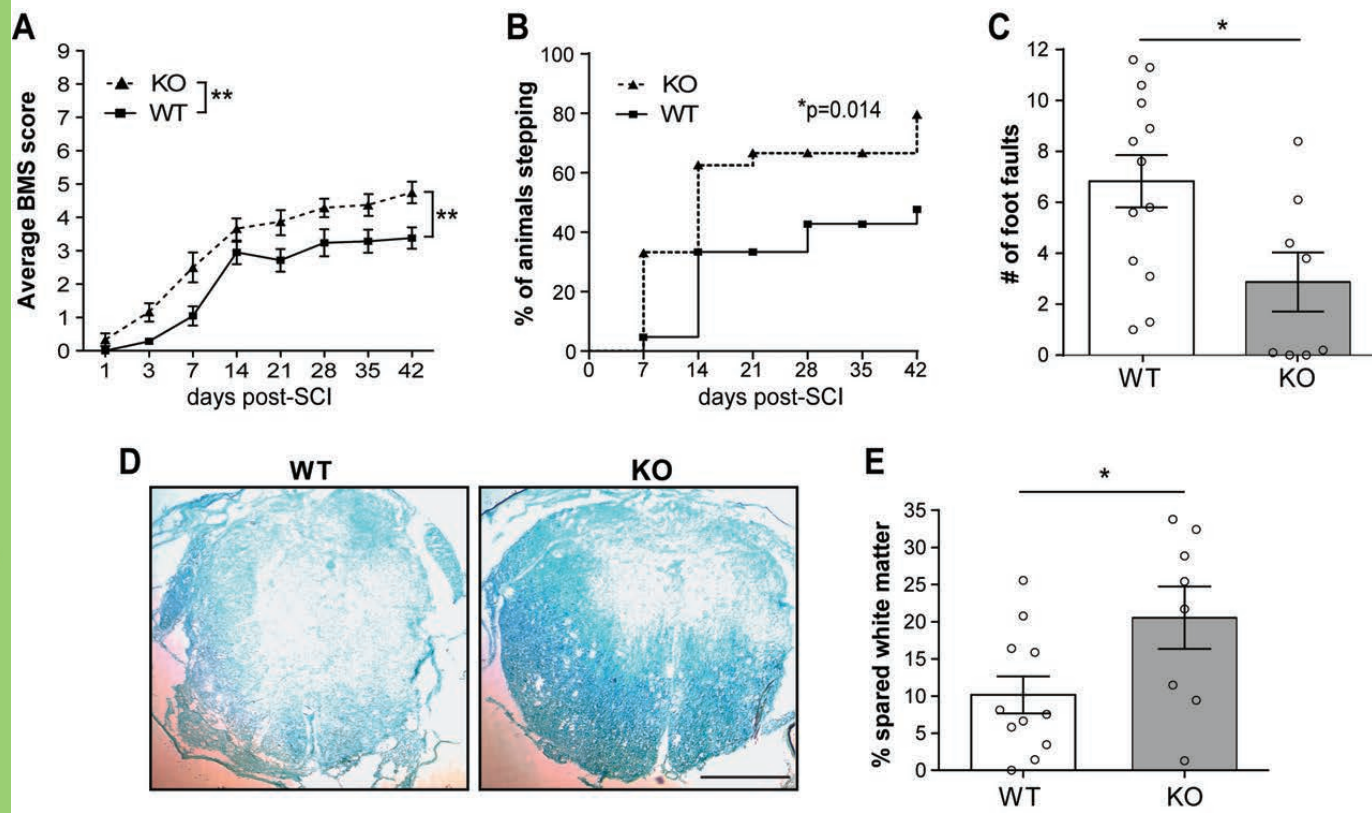 A
Average BMS score
9
8
7
6
5
4
3
2
1
0
KO
WT
**
**
1 3 7 14 21 28 35 42
days post-SCI
B
% of animals stepping
100
80
60
40
20
0
KO
WT
*p=0.014
0 7 14 21 28 35 42
days post-SCI
C
# of foot faults
12
10
8
6
4
2
0
*
WT KO
D
WT KO
E
% spared white matter
35
30
25
20
15
10
5
0
*
WT KO